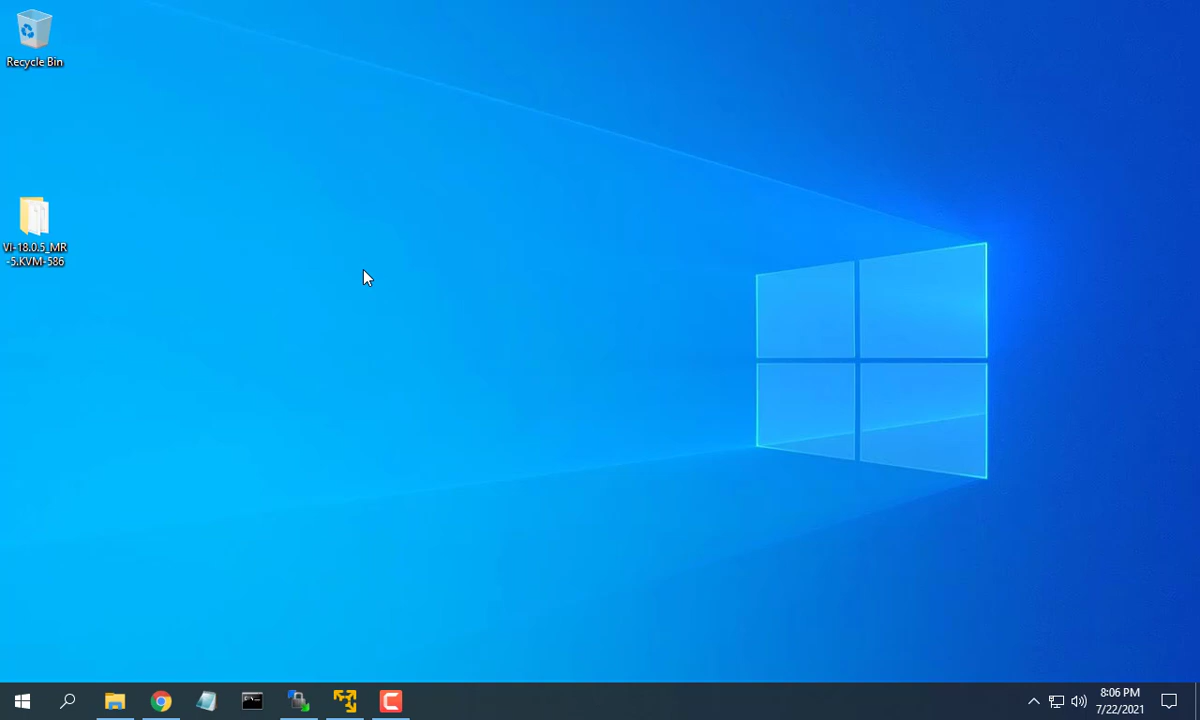 Recycle Bin
VI-18.0.5_MR
-5.KVM-586
8:06 PM
7/22/2021